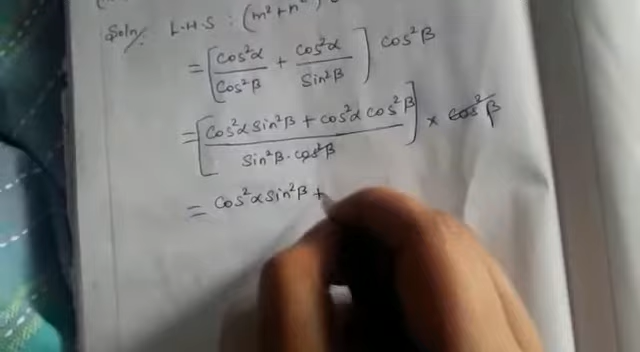 Soln: L.H.S : (m²+n²)
= [cos²α/cos²β + cos²α/sin²β] cos²β
= [cos²α sin²β + cos²α cos²β / sin²β · cos²β] × cos²β
= cos²α sin²β +